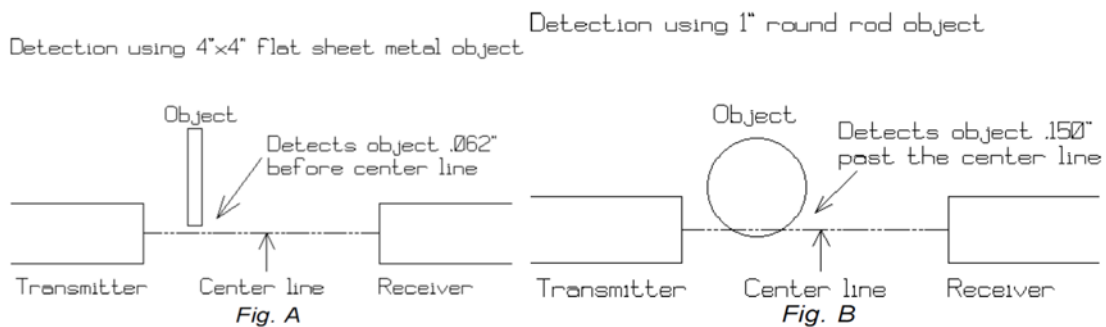 Detection using 4"x4" flat sheet metal object
Object
Detects object .062"
before center line
Transmitter
Center line
Receiver
Fig. A
Detection using 1" round rod object
Object
Detects object .150"
past the center line
Transmitter
Center line
Receiver
Fig. B